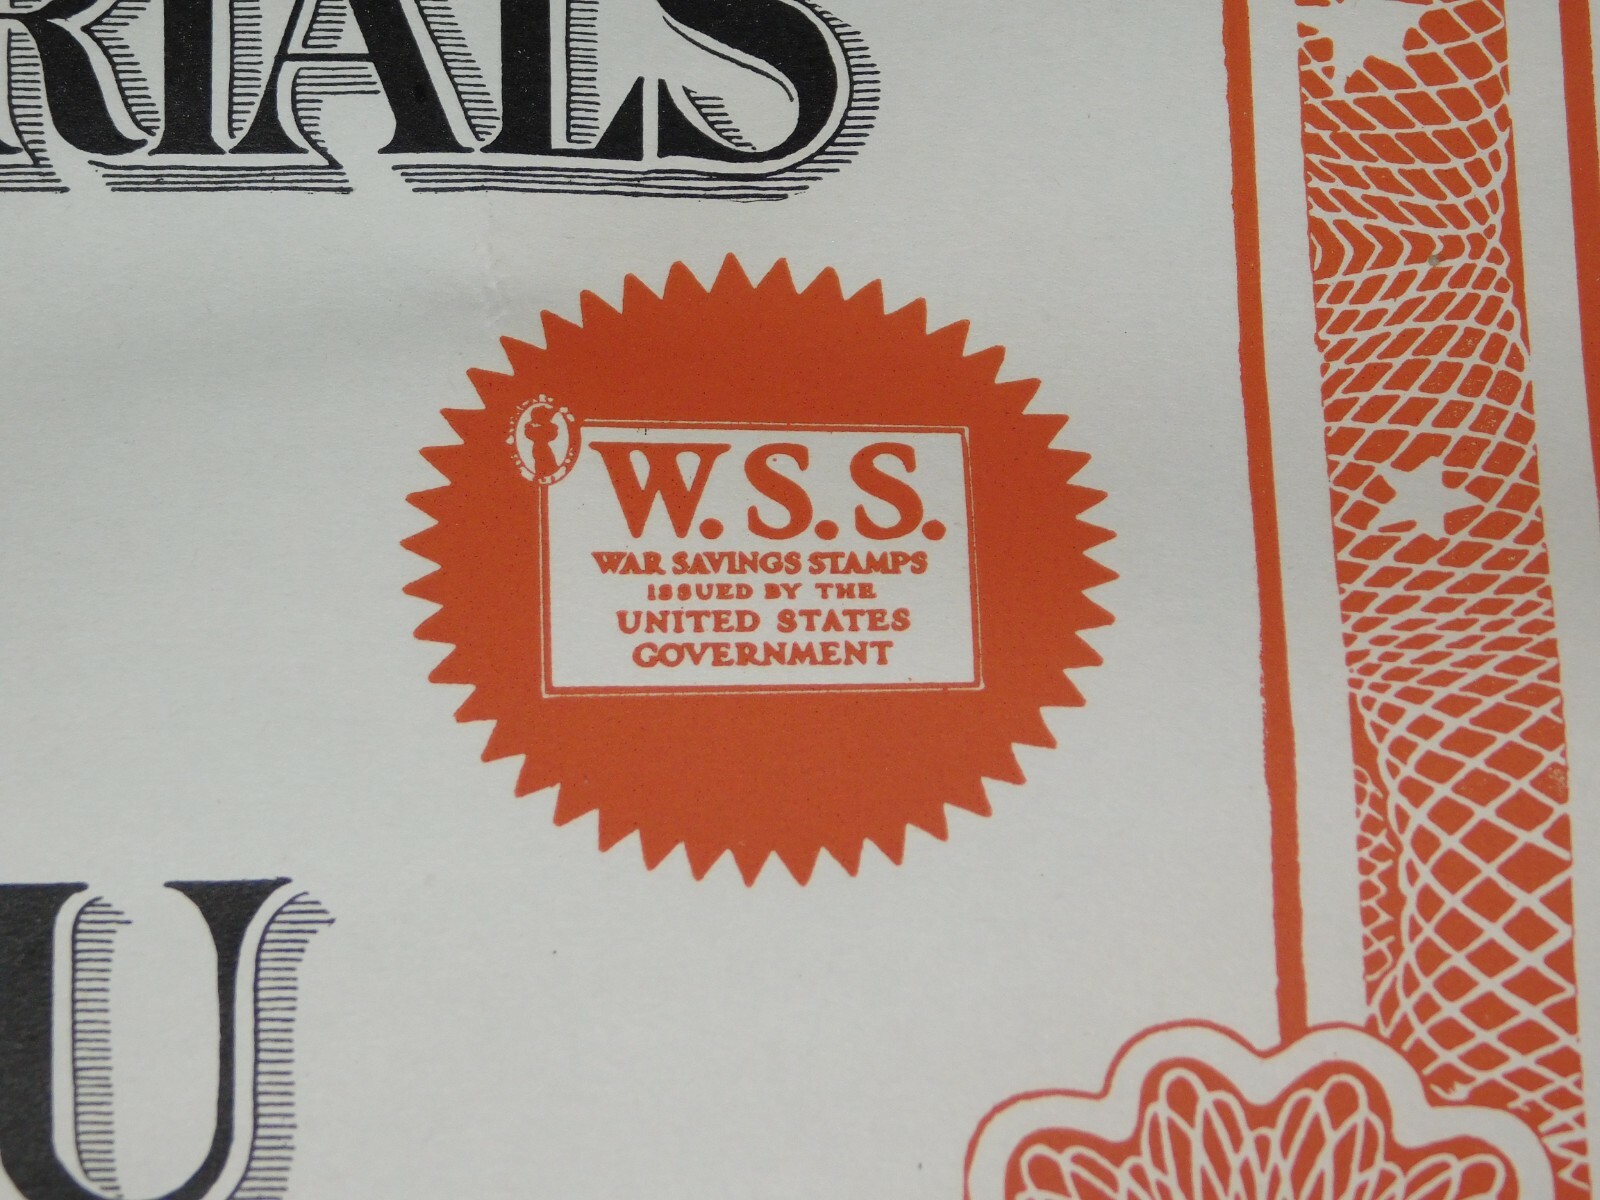 RIALS
W.S.S.
WAR SAVINGS STAMPS
ISSUED BY THE
UNITED STATES
GOVERNMENT
U